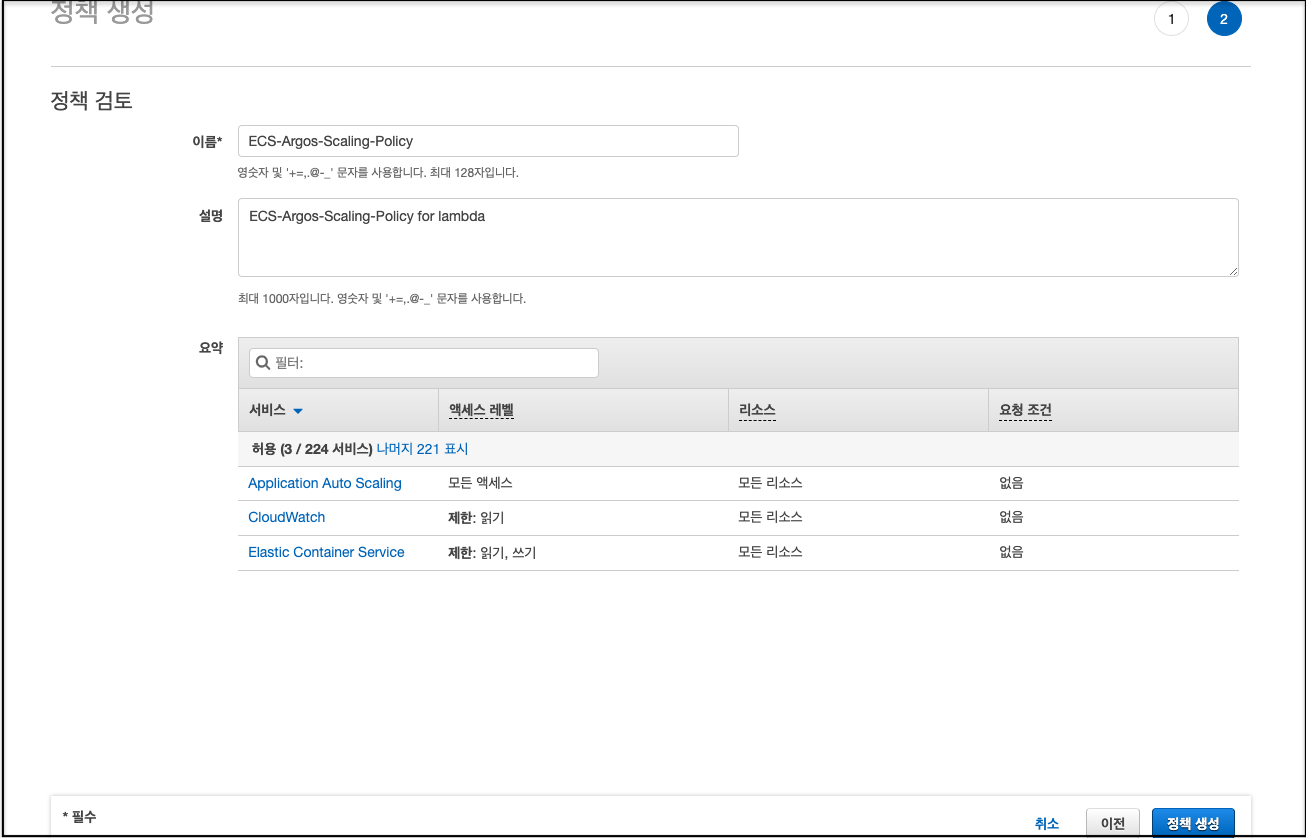 정책 생성
1 2
정책 검토
이름* ECS-Argos-Scaling-Policy
영숫자 및 '+=,.@-_' 문자를 사용합니다. 최대 128자입니다.
설명 ECS-Argos-Scaling-Policy for lambda
최대 1000자입니다. 영숫자 및 '+=,.@-_' 문자를 사용합니다.
요약 필터:
서비스 액세스 레벨 리소스 요청 조건
허용 (3 / 224 서비스) 나머지 221 표시
Application Auto Scaling 모든 액세스 모든 리소스 없음
CloudWatch 제한: 읽기 모든 리소스 없음
Elastic Container Service 제한: 읽기, 쓰기 모든 리소스 없음
* 필수 취소 이전 정책 생성